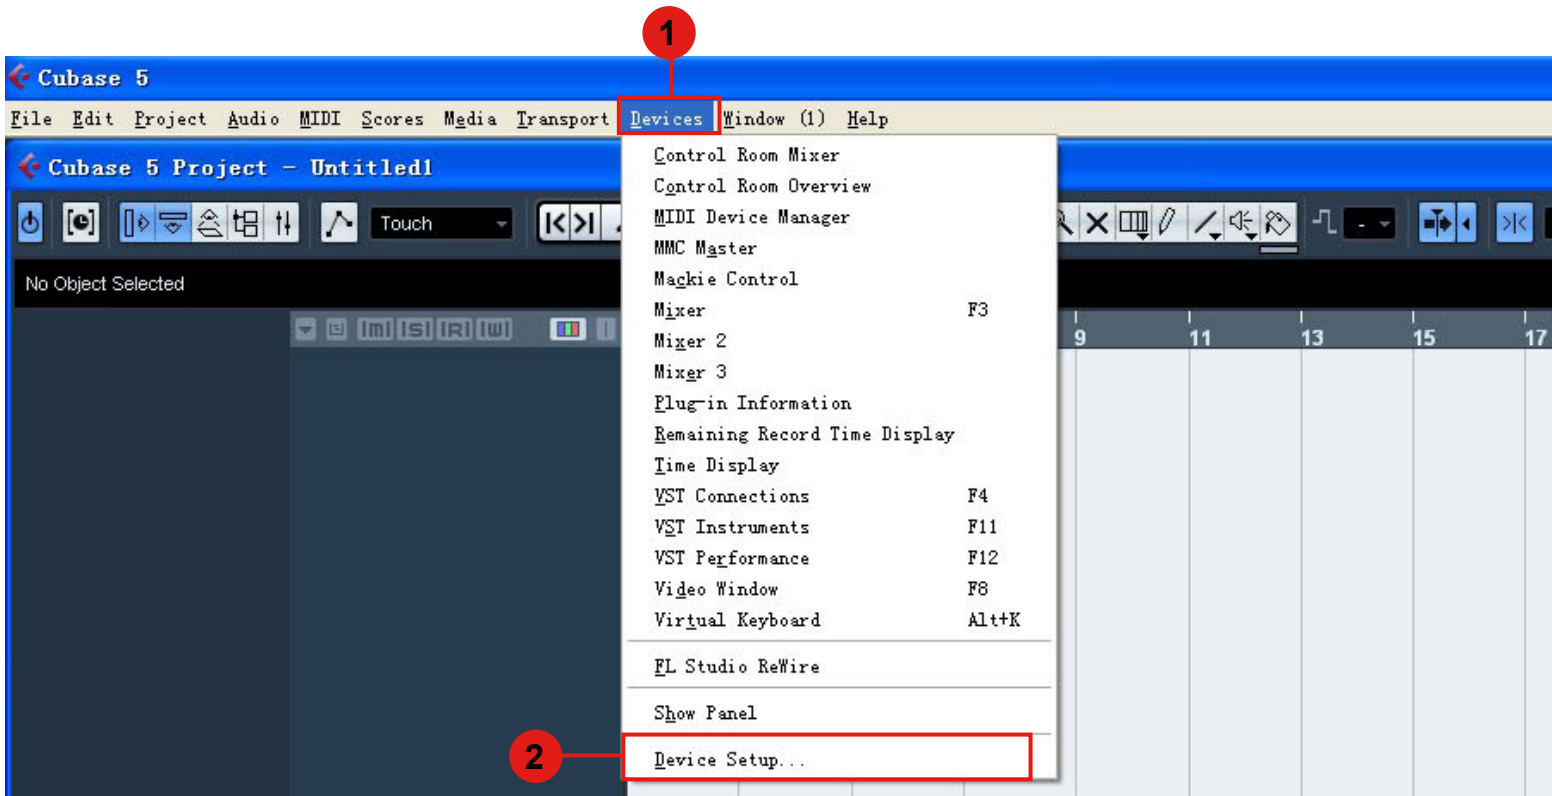 1
Cubase 5
File Edit Project Audio MIDI Scores Media Transport Devices Window (1) Help
Cubase 5 Project - Untitled1
Touch
-
No Object Selected
m S R W
9 11 13 15 17
Control Room Mixer
Control Room Overview
MIDI Device Manager
MMC Master
Mackie Control
Mixer F3
Mixer 2
Mixer 3
Plug-in Information
Remaining Record Time Display
Time Display
VST Connections F4
VST Instruments F11
VST Performance F12
Video Window F8
Virtual Keyboard Alt+K
FL Studio ReWire
Show Panel
2
Device Setup...